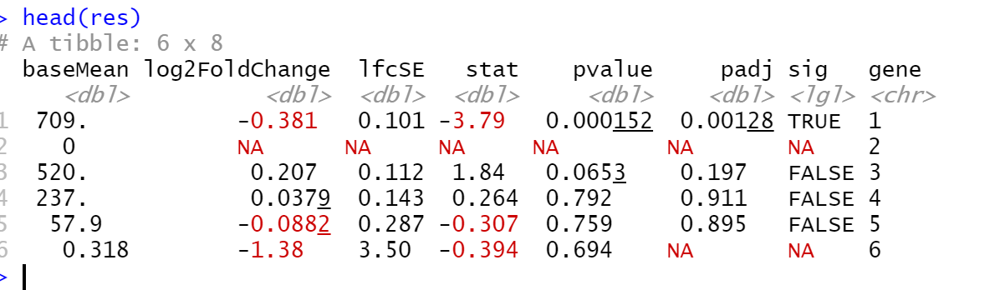 > head(res)
# A tibble: 6 x 8
baseMean log2FoldChange lfcSE stat pvalue padj sig gene
<dbl> <dbl> <dbl> <dbl> <dbl> <dbl> <lgl> <chr>
1 709. -0.381 0.101 -3.79 0.000152 0.00128 TRUE 1
2 0 NA NA NA NA NA NA 2
3 520. 0.207 0.112 1.84 0.0653 0.197 FALSE 3
4 237. 0.0379 0.143 0.264 0.792 0.911 FALSE 4
5 57.9 -0.0882 0.287 -0.307 0.759 0.895 FALSE 5
6 0.318 -1.38 3.50 -0.394 0.694 NA NA 6
>